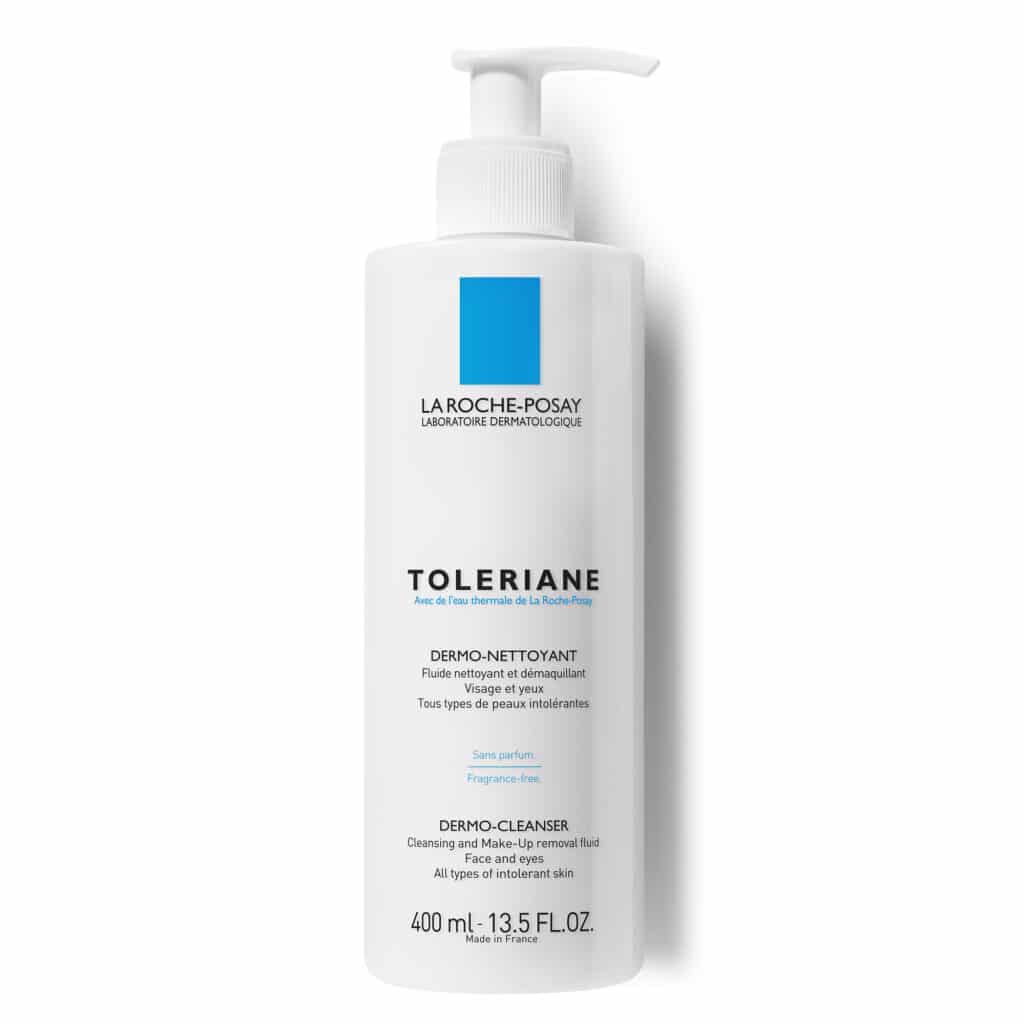 LA ROCHE-POSAY
LABORATOIRE DERMATOLOGIQUE
TOLERIANE
Avec de l'eau thermale de La Roche-Posay
DERMO-NETTOYANT
Fluide nettoyant et démaquillant
Visage et yeux
Tous types de peaux intolérantes
Sans parfum.
Fragrance-free.
DERMO-CLEANSER
Cleansing and Make-Up removal fluid
Face and eyes
All types of intolerant skin
400 ml - 13.5 FL.OZ.
Made in France